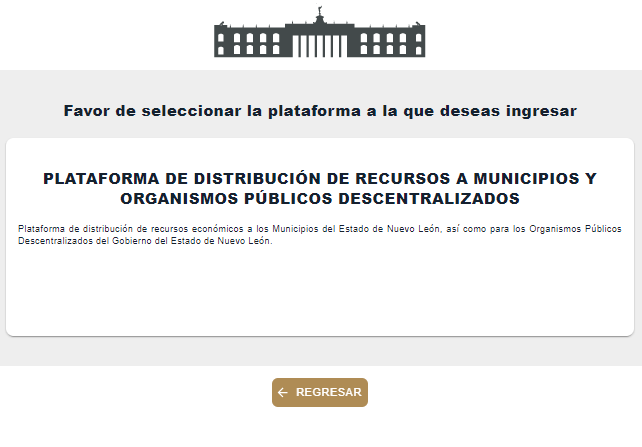 Favor de seleccionar la plataforma a la que deseas ingresar
PLATAFORMA DE DISTRIBUCIÓN DE RECURSOS A MUNICIPIOS Y
ORGANISMOS PÚBLICOS DESCENTRALIZADOS
Plataforma de distribución de recursos económicos a los Municipios del Estado de Nuevo León, así como para los Organismos Públicos
Descentralizados del Gobierno del Estado de Nuevo León.
REGRESAR